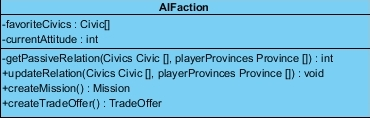 AIFaction
-favoriteCivics : Civic[]
-currentAttitude : int
-getPassiveRelation(Civics Civic [], playerProvinces Province []) : int
+updateRelation(Civics Civic [], playerProvinces Province []) : void
+createMission() : Mission
+createTradeOffer() : TradeOffer